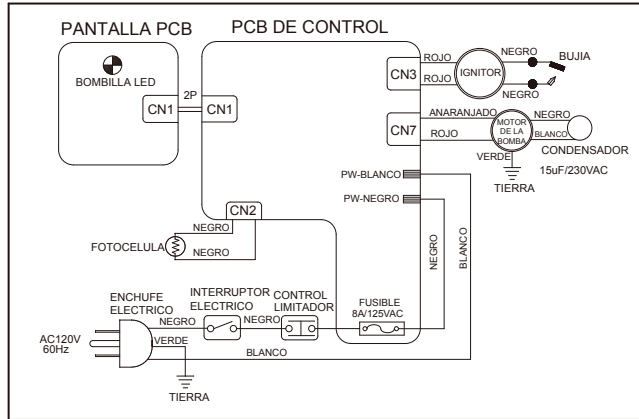 PANTALLA PCB
PCB DE CONTROL
BOMBILLA LED
CN1
2P
CN1
CN3
ROJO
ROJO
IGNITOR
NEGRO
NEGRO
BUJIA
CN7
ANARANJADO
ROJO
MOTOR
DE LA
BOMBA
NEGRO
BLANCO
CONDENSADOR
15uF/230VAC
VERDE
TIERRA
PW-BLANCO
PW-NEGRO
CN2
NEGRO
NEGRO
FOTOCELULA
NEGRO
BLANCO
ENCHUFE
ELECTRICO
INTERRUPTOR
ELECTRICO
CONTROL
LIMITADOR
FUSIBLE
8A/125VAC
NEGRO
NEGRO
AC120V
60Hz
VERDE
BLANCO
TIERRA